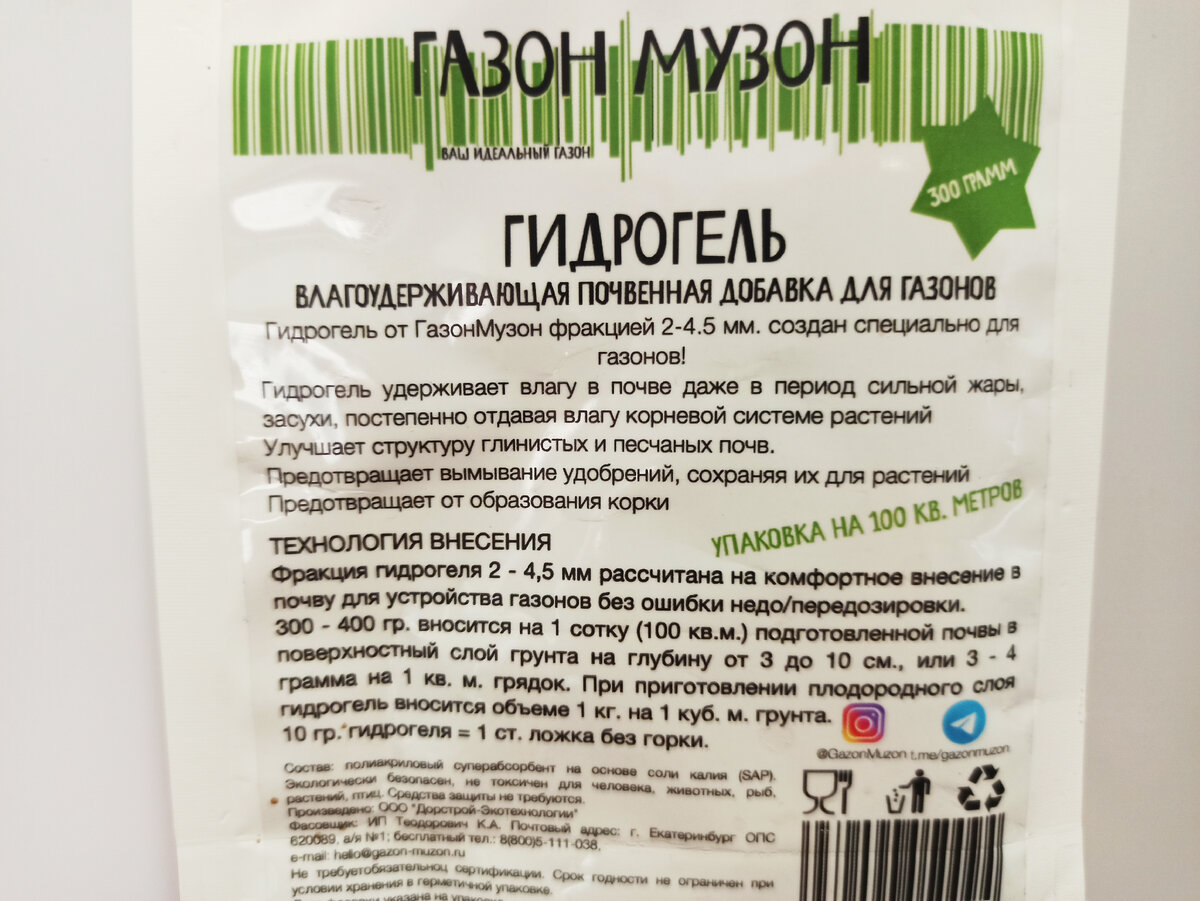 ГАЗОН МУЗОН
ВАШ ИДЕАЛЬНЫЙ ГАЗОН
300 ГРАММ
ГИДРОГЕЛЬ
ВЛАГОУДЕРЖИВАЮЩАЯ ПОЧВЕННАЯ ДОБАВКА ДЛЯ ГАЗОНОВ
Гидрогель от ГазонМузон фракцией 2-4.5 мм. создан специально для
газонов!
Гидрогель удерживает влагу в почве даже в период сильной жары,
засухи, постепенно отдавая влагу корневой системе растений
Улучшает структуру глинистых и песчаных почв.
Предотвращает вымывание удобрений, сохраняя их для растений
Предотвращает от образования корки
УПАКОВКА НА 100 КВ. МЕТРОВ
ТЕХНОЛОГИЯ ВНЕСЕНИЯ
Фракция гидрогеля 2 - 4,5 мм рассчитана на комфортное внесение в
почву для устройства газонов без ошибки недо/передозировки.
300 - 400 гр. вносится на 1 сотку (100 кв.м.) подготовленной почвы в
поверхностный слой грунта на глубину от 3 до 10 см., или 3 - 4
грамма на 1 кв. м. грядок. При приготовлении плодородного слоя
гидрогель вносится объеме 1 кг. на 1 куб. м. грунта.
10 гр. гидрогеля = 1 ст. ложка без горки.
@GazonMuzon t.me/gazonmuzon
Состав: полиакриловый суперабсорбент на основе соли калия (SAP).
Экологически безопасен, не токсичен для человека, животных, рыб,
растений, птиц. Средства защиты не требуются.
Произведено: ООО "Дорстрой-Экотехнологии"
Фасовщик: ИП Теодорович К.А. Почтовый адрес: г. Екатеринбург ОПС
620089, а/я №1; бесплатный тел.: 8(800)5-111-038,
e-mail: hello@gazon-muzon.ru
Не требуетобязательноц сертификации. Срок годности не ограничен при
условии хранения в герметичной упаковке.
указана на